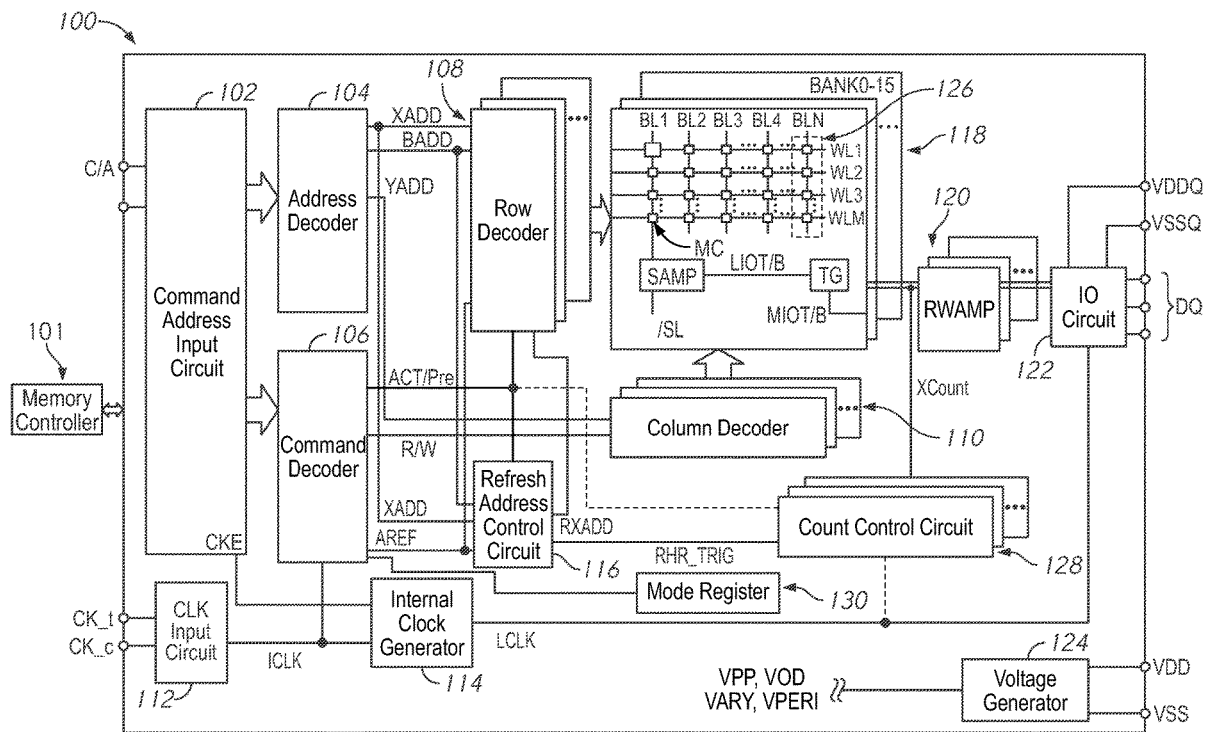 100
102
104
108
XADD
BADD
YADD
C/A
Address
Decoder
Row
Decoder
BANK0-15
126
BL1 BL2 BL3 BL4 BLN
WL1
WL2
WL3
WLM
118
MC
SAMP
LIOT/B
TG
MIOT/B
/SL
120
RWAMP
VDDQ
VSSQ
IO
Circuit
DQ
122
Command
Address
Input
Circuit
CKE
101
Memory
Controller
106
Command
Decoder
ACT/Pre
R/W
XADD
AREF
Refresh
Address
Control
Circuit
116
RXADD
RHR_TRIG
Column Decoder
110
XCount
Count Control Circuit
128
Mode Register
130
CK_t
CK_c
CLK
Input
Circuit
112
ICLK
Internal
Clock
Generator
114
LCLK
VPP, VOD
VARY, VPERI
124
Voltage
Generator
VDD
VSS